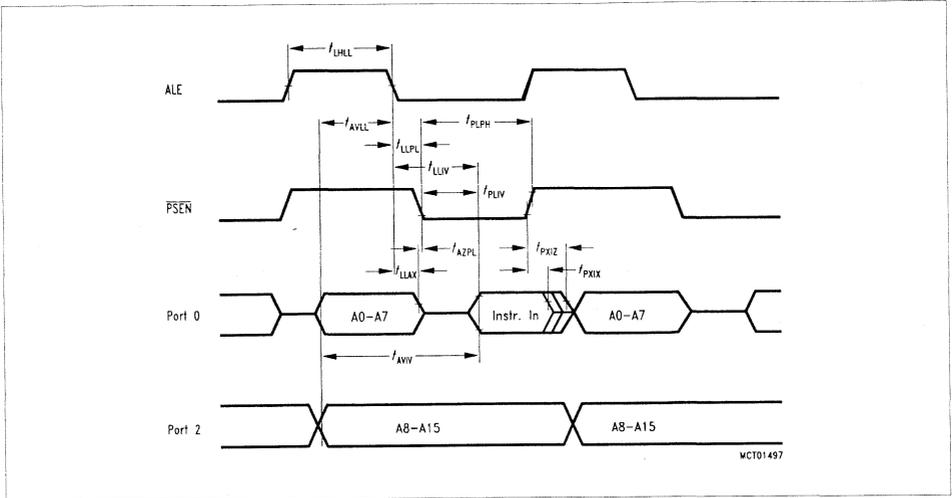 tLHLL
ALE
tAVLL
tPLPH
tLLPL
tLLIV
tPLIV
PSEN
tAZPL
tPXIZ
tLLAX
tPXIX
Port 0
A0-A7
Instr. In
A0-A7
tAVIV
Port 2
A8-A15
A8-A15
MCT01497